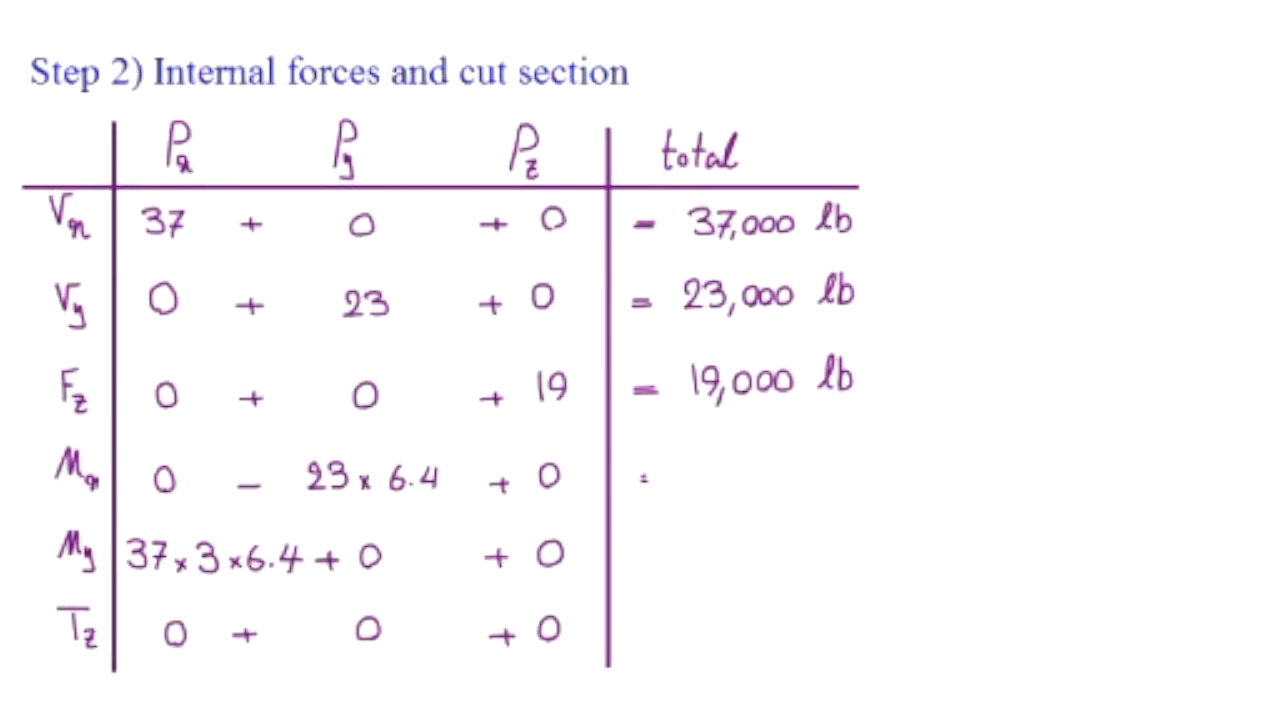 Step 2) Internal forces and cut section
Px Py Pz total
Vx 37 + 0 + 0 = 37,000 lb
Vy 0 + 23 + 0 = 23,000 lb
Fz 0 + 0 + 19 = 19,000 lb
Mx 0 - 23 x 6.4 + 0 =
My 37 x 3 x 6.4 + 0 + 0
Tz 0 + 0 + 0